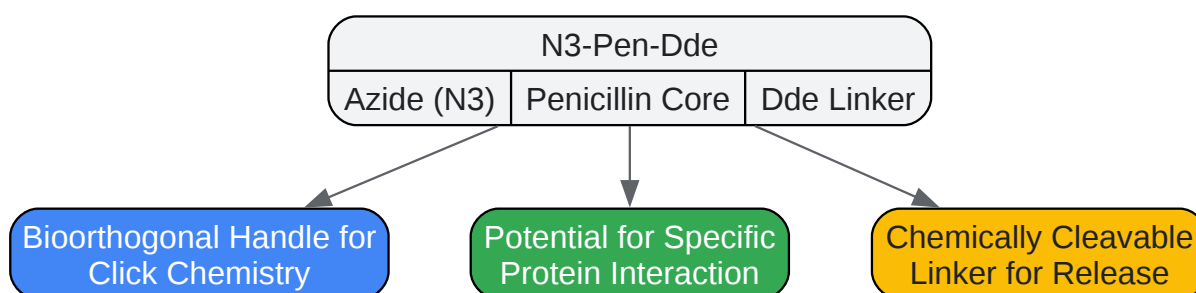 N3-Pen-Dde
Azide (N3) Penicillin Core Dde Linker
Bioorthogonal Handle for
Click Chemistry
Potential for Specific
Protein Interaction
Chemically Cleavable
Linker for Release